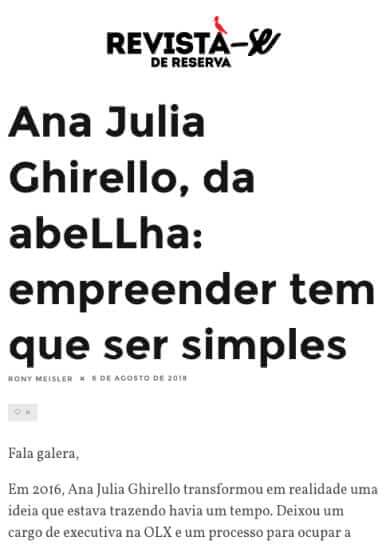 REVISTA-SE
DE RESERVA
Ana Julia
Ghirello, da
abeLLha:
empreender tem
que ser simples
RONY MEISLER × 6 DE AGOSTO DE 2018
Fala galera,
Em 2016, Ana Julia Ghirello transformou em realidade uma
ideia que estava trazendo havia um tempo. Deixou um
cargo de executiva na OLX e um processo para ocupar a